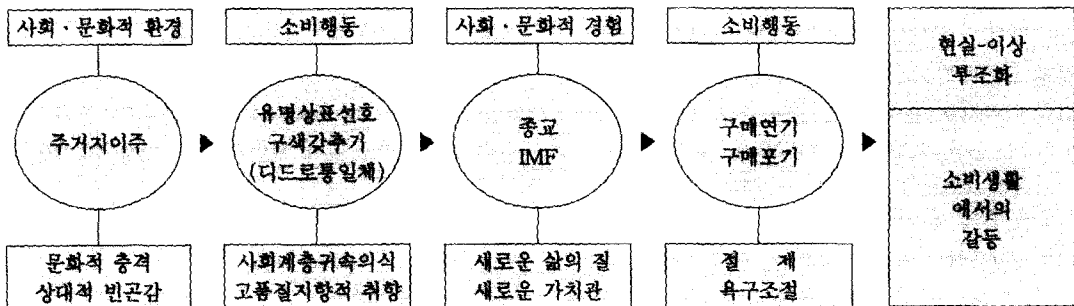 사회 · 문화적 환경
소비행동
사회 · 문화적 경험
소비행동
현실-이상
부조화
주거지이주
유명상표선호
구색갖추기
(디드로통일체)
종교
IMF
구매연기
구매포기
소비생활
에서의
갈등
문화적 충격
상대적 빈곤감
사회계층귀속의식
고품질지향적 취향
새로운 삶의 질
새로운 가치관
절 제
욕구조절